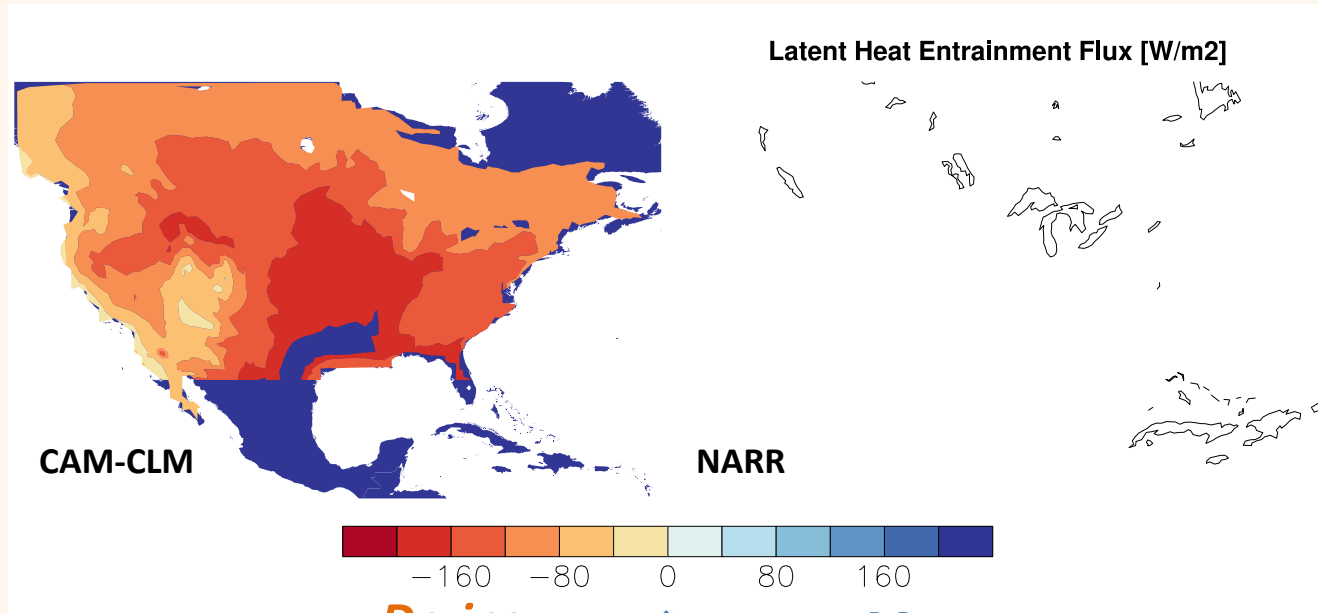 Latent Heat Entrainment Flux [W/m2]
CAM-CLM
NARR
−160 −80 0 80 160